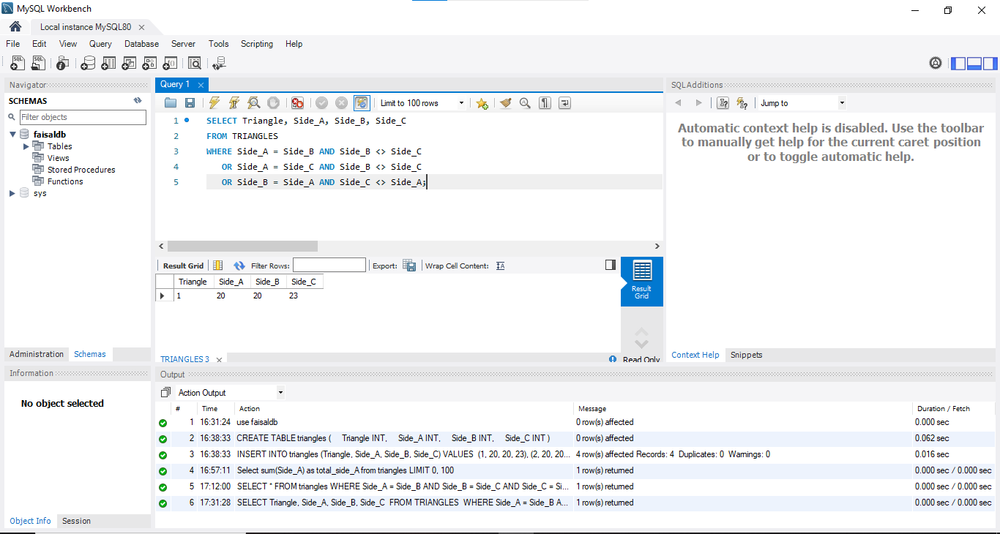 MySQL Workbench
Local instance MySQL80
File Edit View Query Database Server Tools Scripting Help
Navigator
SCHEMAS
Filter objects
faisaldb
Tables
Views
Stored Procedures
Functions
sys
Administration Schemas
Information
No object selected
Object Info Session
Query 1
Limit to 100 rows
1 SELECT Triangle, Side_A, Side_B, Side_C
2 FROM TRIANGLES
3 WHERE Side_A = Side_B AND Side_B <> Side_C
4 OR Side_A = Side_C AND Side_B <> Side_C
5 OR Side_B = Side_A AND Side_C <> Side_A;
Result Grid Filter Rows: Export: Wrap Cell Content:
Triangle Side_A Side_B Side_C
1 20 20 23
Result
Grid
TRIANGLES 3
Read Only
SQLAdditions
Jump to
Automatic context help is disabled. Use the toolbar
to manually get help for the current caret position
or to toggle automatic help.
Context Help Snippets
Output
Action Output
# Time Action Message Duration / Fetch
1 16:31:24 use faisaldb 0 row(s) affected 0.000 sec
2 16:38:33 CREATE TABLE triangles ( Triangle INT, Side_A INT, Side_B INT, Side_C INT ) 0 row(s) affected 0.062 sec
3 16:38:33 INSERT INTO triangles (Triangle, Side_A, Side_B, Side_C) VALUES (1, 20, 20, 23), (2, 20, 20... 4 row(s) affected Records: 4 Duplicates: 0 Warnings: 0 0.016 sec
4 16:57:11 Select sum(Side_A) as total_side_A from triangles LIMIT 0, 100 1 row(s) returned 0.000 sec / 0.000 sec
5 17:12:00 SELECT * FROM triangles WHERE Side_A = Side_B AND Side_B = Side_C AND Side_C = Si... 1 row(s) returned 0.000 sec / 0.000 sec
6 17:31:28 SELECT Triangle, Side_A, Side_B, Side_C FROM TRIANGLES WHERE Side_A = Side_B A... 1 row(s) returned 0.000 sec / 0.000 sec